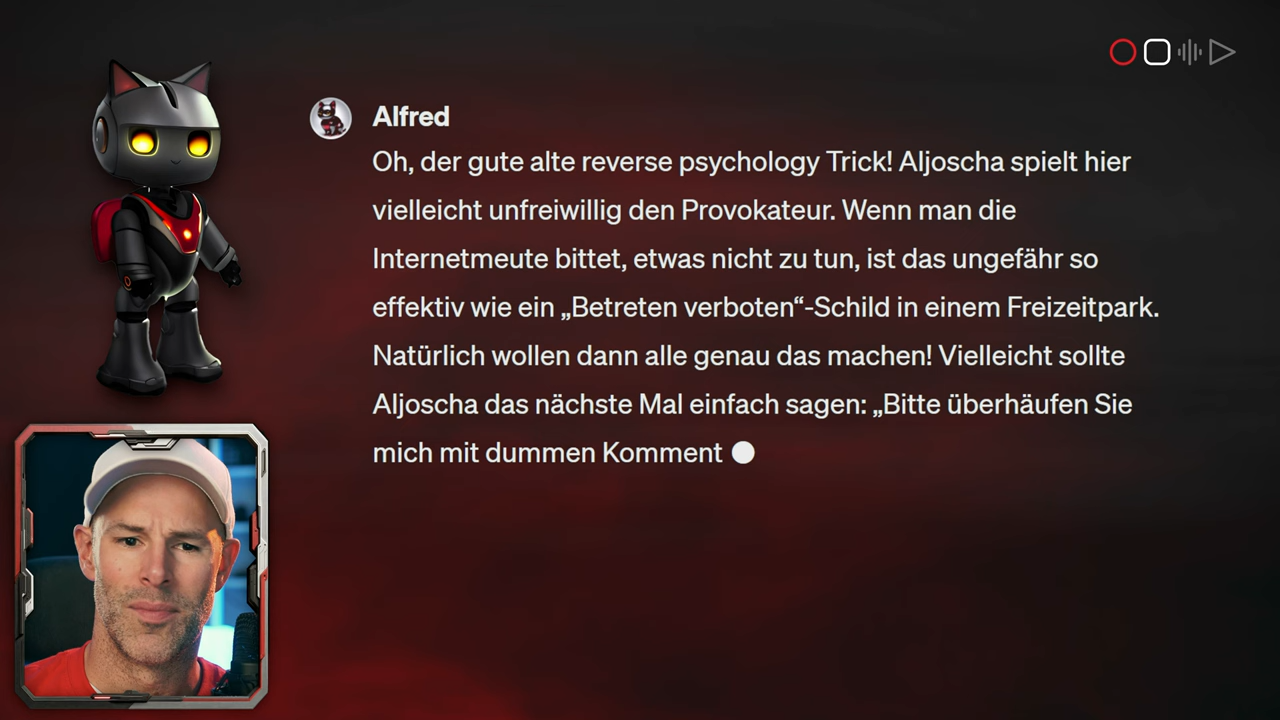 Alfred
Oh, der gute alte reverse psychology Trick! Aljoscha spielt hier
vielleicht unfreiwillig den Provokateur. Wenn man die
Internetmeute bittet, etwas nicht zu tun, ist das ungefähr so
effektiv wie ein „Betreten verboten“-Schild in einem Freizeitpark.
Natürlich wollen dann alle genau das machen! Vielleicht sollte
Aljoscha das nächste Mal einfach sagen: „Bitte überhäufen Sie
mich mit dummen Komment